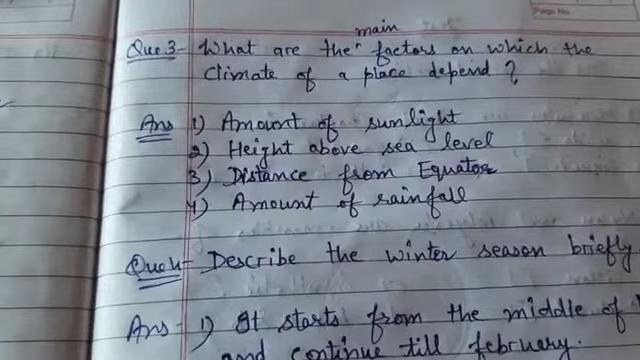 Page No.
main
Que 3- What are the factors on which the
climate of a place depend?
Ans 1) Amount of sunlight
2) Height above sea level
3) Distance from Equator
4) Amount of rainfall
Que 4- Describe the winter season briefly
Ans - 1) It starts from the middle of
and continue till february.